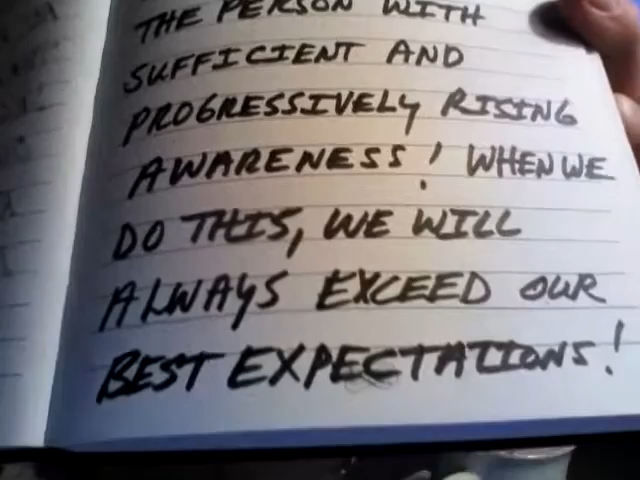 THE PERSON WITH
SUFFICIENT AND
PROGRESSIVELY RISING
AWARENESS! WHEN WE
DO THIS, WE WILL
ALWAYS EXCEED OUR
BEST EXPECTATIONS!